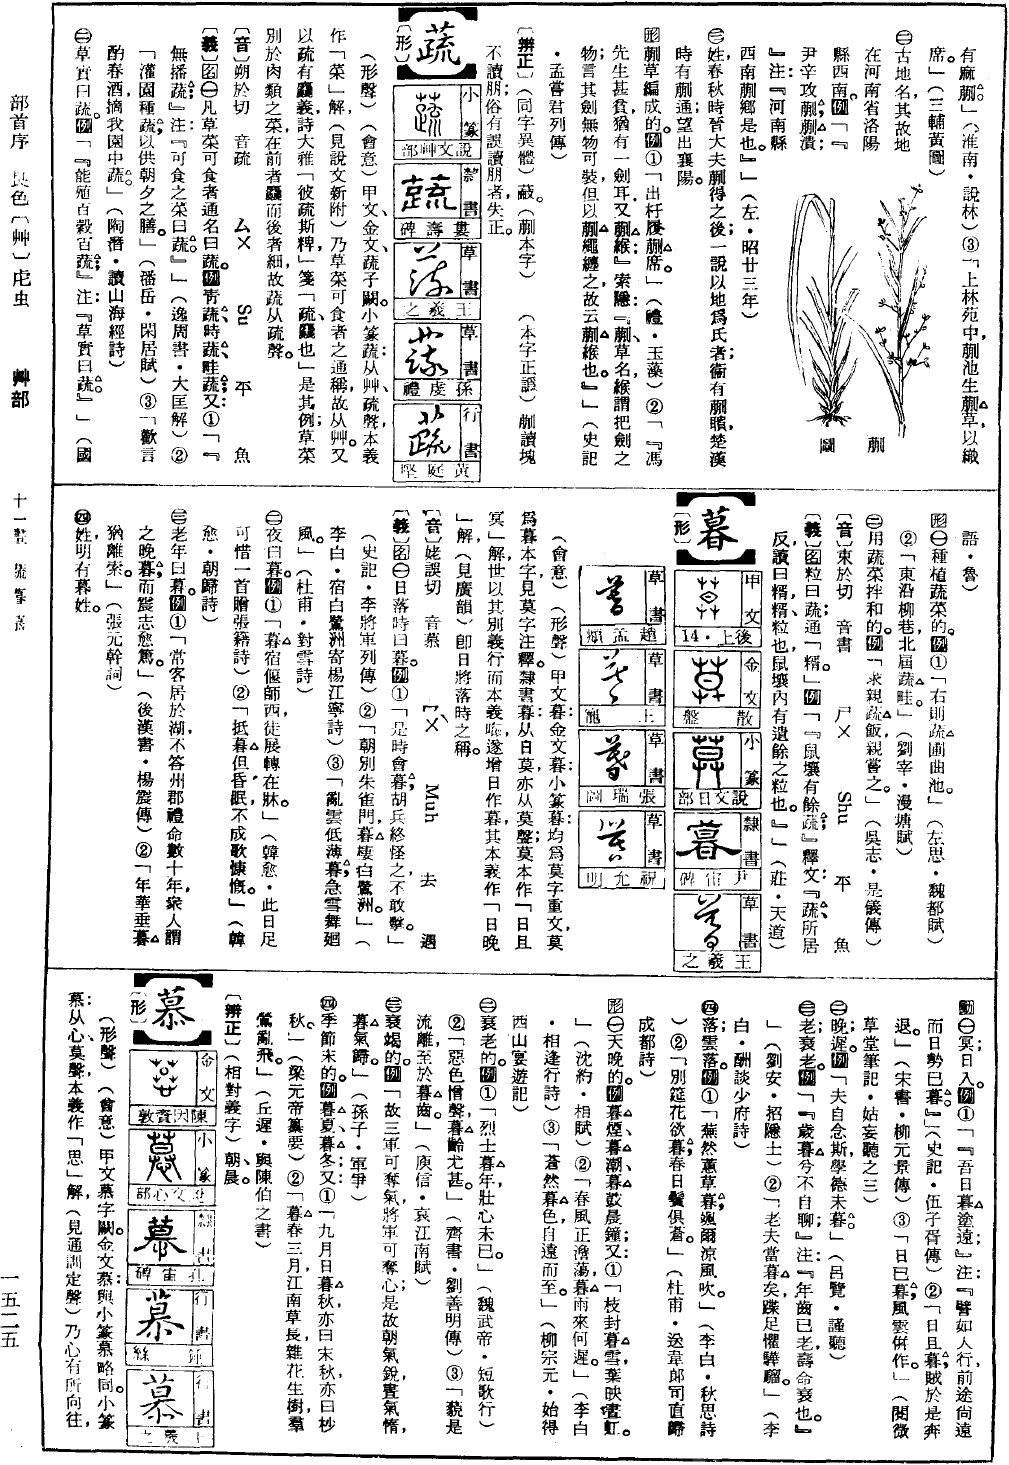 有麻蒯。」(淮南・說林)③「上林苑中,蒯池生蒯草以織
席。」(三輔黃圖)
㊁古地名其故地
在河南省洛陽
縣西南。例「『
尹辛攻蒯,蒯潰;
』注:『河南縣
西南蒯鄉是也。』」(左・昭廿三年)
㊂姓春秋時晉大夫蒯得之後;一說以地爲氏者;衞有蒯瞶,楚漢
時有蒯通,望出襄陽。
蒯圖
形蒯草編成的。例①「出杅,履蒯席。」(禮・玉藻)②「『馮
先生甚貧,猶有一劍耳,又蒯緱。』索隱:『蒯,草名,緱謂把劍之
物;言其劍無物可裝,但以蒯繩纏之,故云蒯緱也。』」(史記
・孟嘗君列傳)
〔辨正〕(同字異體)蕺(蒯本字) (本字正誤)蒯讀塊
不讀朋,俗有誤讀朋者,失正。
蔬
〔形〕
小篆 說文艸部
隸書 婁壽碑
草書 王羲之
草書 孫虔禮
行書 黃庭堅
(形聲)(會意)甲文、金文、蔬字闕。小篆蔬:从艸、疏聲,本義
作「菜」解(見說文新附)乃草菜可食者之通稱,故从艸。又
以疏有麤義,詩大雅「彼疏斯粺」箋「疏,麤也」是其例;草菜
別於肉類之菜,在前者麤而後者細,故蔬从疏聲。
〔音〕朔於切 音疏 ㄙㄨ Su 平 魚
〔義〕名㊀凡草菜可食者通名曰蔬。例靑蔬、時蔬、畦蔬;又:①「『
無播蔬』注:『可食之菜曰蔬。』」(逸周書・大匡解)②
「灌園種蔬,以供朝夕之膳。」(潘岳・閑居賦)③「歡言
酌春酒,摘我園中蔬。」(陶潛・讀山海經詩)
㊁草實曰蔬。例「『能殖百穀百蔬』注:『草實曰蔬。』」(國
語・魯)
形㊀種植蔬菜的。例①「右則蔬圃曲池。」(左思・魏都賦)
②「東沿柳巷,北屆蔬畦。」(劉宰・漫塘賦)
㊁用蔬菜拌和的。例「求視蔬飯,親嘗之。」(吳志・是儀傳)
〔音〕束於切 音書 ㄕㄨ Shu 平 魚
〔義〕名粒曰蔬,通「糈」例「『鼠壤有餘蔬』釋文『蔬,所居
反,讀曰糈,糈,粒也,鼠壤內有遺餘之粒也。』」(莊・天道)
暮
〔形〕
甲文 後上・14
金文 散盤
小篆 說文日部
隸書 尹宙碑
草書 王羲之
草書 趙孟頫
草書 王寵
草書 張瑞圖
草書 祝允明
(會意)(形聲)甲文暮金文暮小篆暮均爲莫字重文,莫
爲暮本字,見莫字注釋。隸書暮:从日莫,亦从莫聲;莫本作「日且
冥」解,世以其別義行而本義晦,遂增日作暮,其本義作「日晚
」解(見廣韻)卽日將落時之稱。
〔音〕姥誤切 音慕 ㄇㄨˋ Muh 去 遇
〔義〕名㊀日落時曰暮。例①「是時會暮,胡兵終怪之,不敢擊。」
(史記・李將軍列傳)②「朝別朱雀門,暮棲白鷺洲。」(
李白・宿白鷺洲寄楊江寧詩)③「亂雲低薄暮,急雪舞廻
風。」(杜甫・對雪詩)
㊁夜曰暮。例①「暮宿偃師西,徒展轉在牀。」(韓愈・此日足
可惜一首贈張籍詩)②「抵暮但昏眠,不成歌慷慨。」(韓
愈・朝歸詩)
㊂老年曰暮。例①「常客居於湖,不答州郡禮命數十年,衆人謂
之晚暮,而震志愈篤。」(後漢書・楊震傳)②「年華垂暮
猶離索。」(張元幹詞)
㊃姓,明有暮姓。
動㊀冥;日入。例①「『吾日暮塗遠』注:『譬如人行,前途尙遠,
而日勢已暮。』」(史記・伍子胥傳)②「日且暮,賊於是奔
退。」(宋書・柳元景傳)③「日已暮,風雲倂作。」(閱微
草堂筆記・姑妄聽之三)
㊁晚;遲。例「夫自念斯學,德未暮。」(呂覽・謹聽)
㊂老;衰老。例「『歲暮兮不自聊;』注:『年齒已老,壽命衰也。』
」(劉安・招隱士)②「老夫當暮矣,蹀足懼驊騮。」(李
白・酬談少府詩)
㊃落;零落。例①「蕪然蕙草暮,颯爾涼風吹。」(李白・秋思詩
)②「別筵花欲暮,春日鬢俱蒼。」(杜甫・送韋郎司直歸
成都詩)
形㊀天晚的。例暮煙、暮潮、暮鼓晨鐘;又:①「枝封暮雪,葉映晝虹。
」(沈約・相賦)②「春風正澹蕩,暮雨來何遲。」(李白
・相逢行詩)③「蒼然暮色,自遠而至。」(柳宗元・始得
西山宴遊記)
㊁衰老的。例①「烈士暮年,壯心未已。」(魏武帝・短歌行)
②「惡色憎聲,暮齡尤甚。」(齊書・劉善明傳)③「藐是
流離,至於暮齒。」(庾信・哀江南賦)
㊂衰竭的。例「故三軍可奪氣,將軍可奪心;是故朝氣銳,晝氣惰,
暮氣歸。」(孫子・軍爭)
㊃季節末的。例暮夏、暮冬;又:①「九月日暮秋,亦曰末秋,亦曰杪
秋。」(梁元帝纂要)②「暮春三月,江南草長,雜花生樹,羣
鶯亂飛。」(丘遲・與陳伯之書)
〔辨正〕(相對義字)朝、晨。
慕
〔形〕
金文 陳因資敦
小篆 說文心部
隸書 孔宙碑
行書
行書 王羲之
(形聲)(會意)甲文慕字闕。金文慕與小篆慕略同。小篆
慕:从心,莫聲,本義作「思」解,(見通訓定聲)乃心有所向往,
部首序 艮色〔艸〕虍虫 艸部
十一畫 蔬暮慕
一五二五